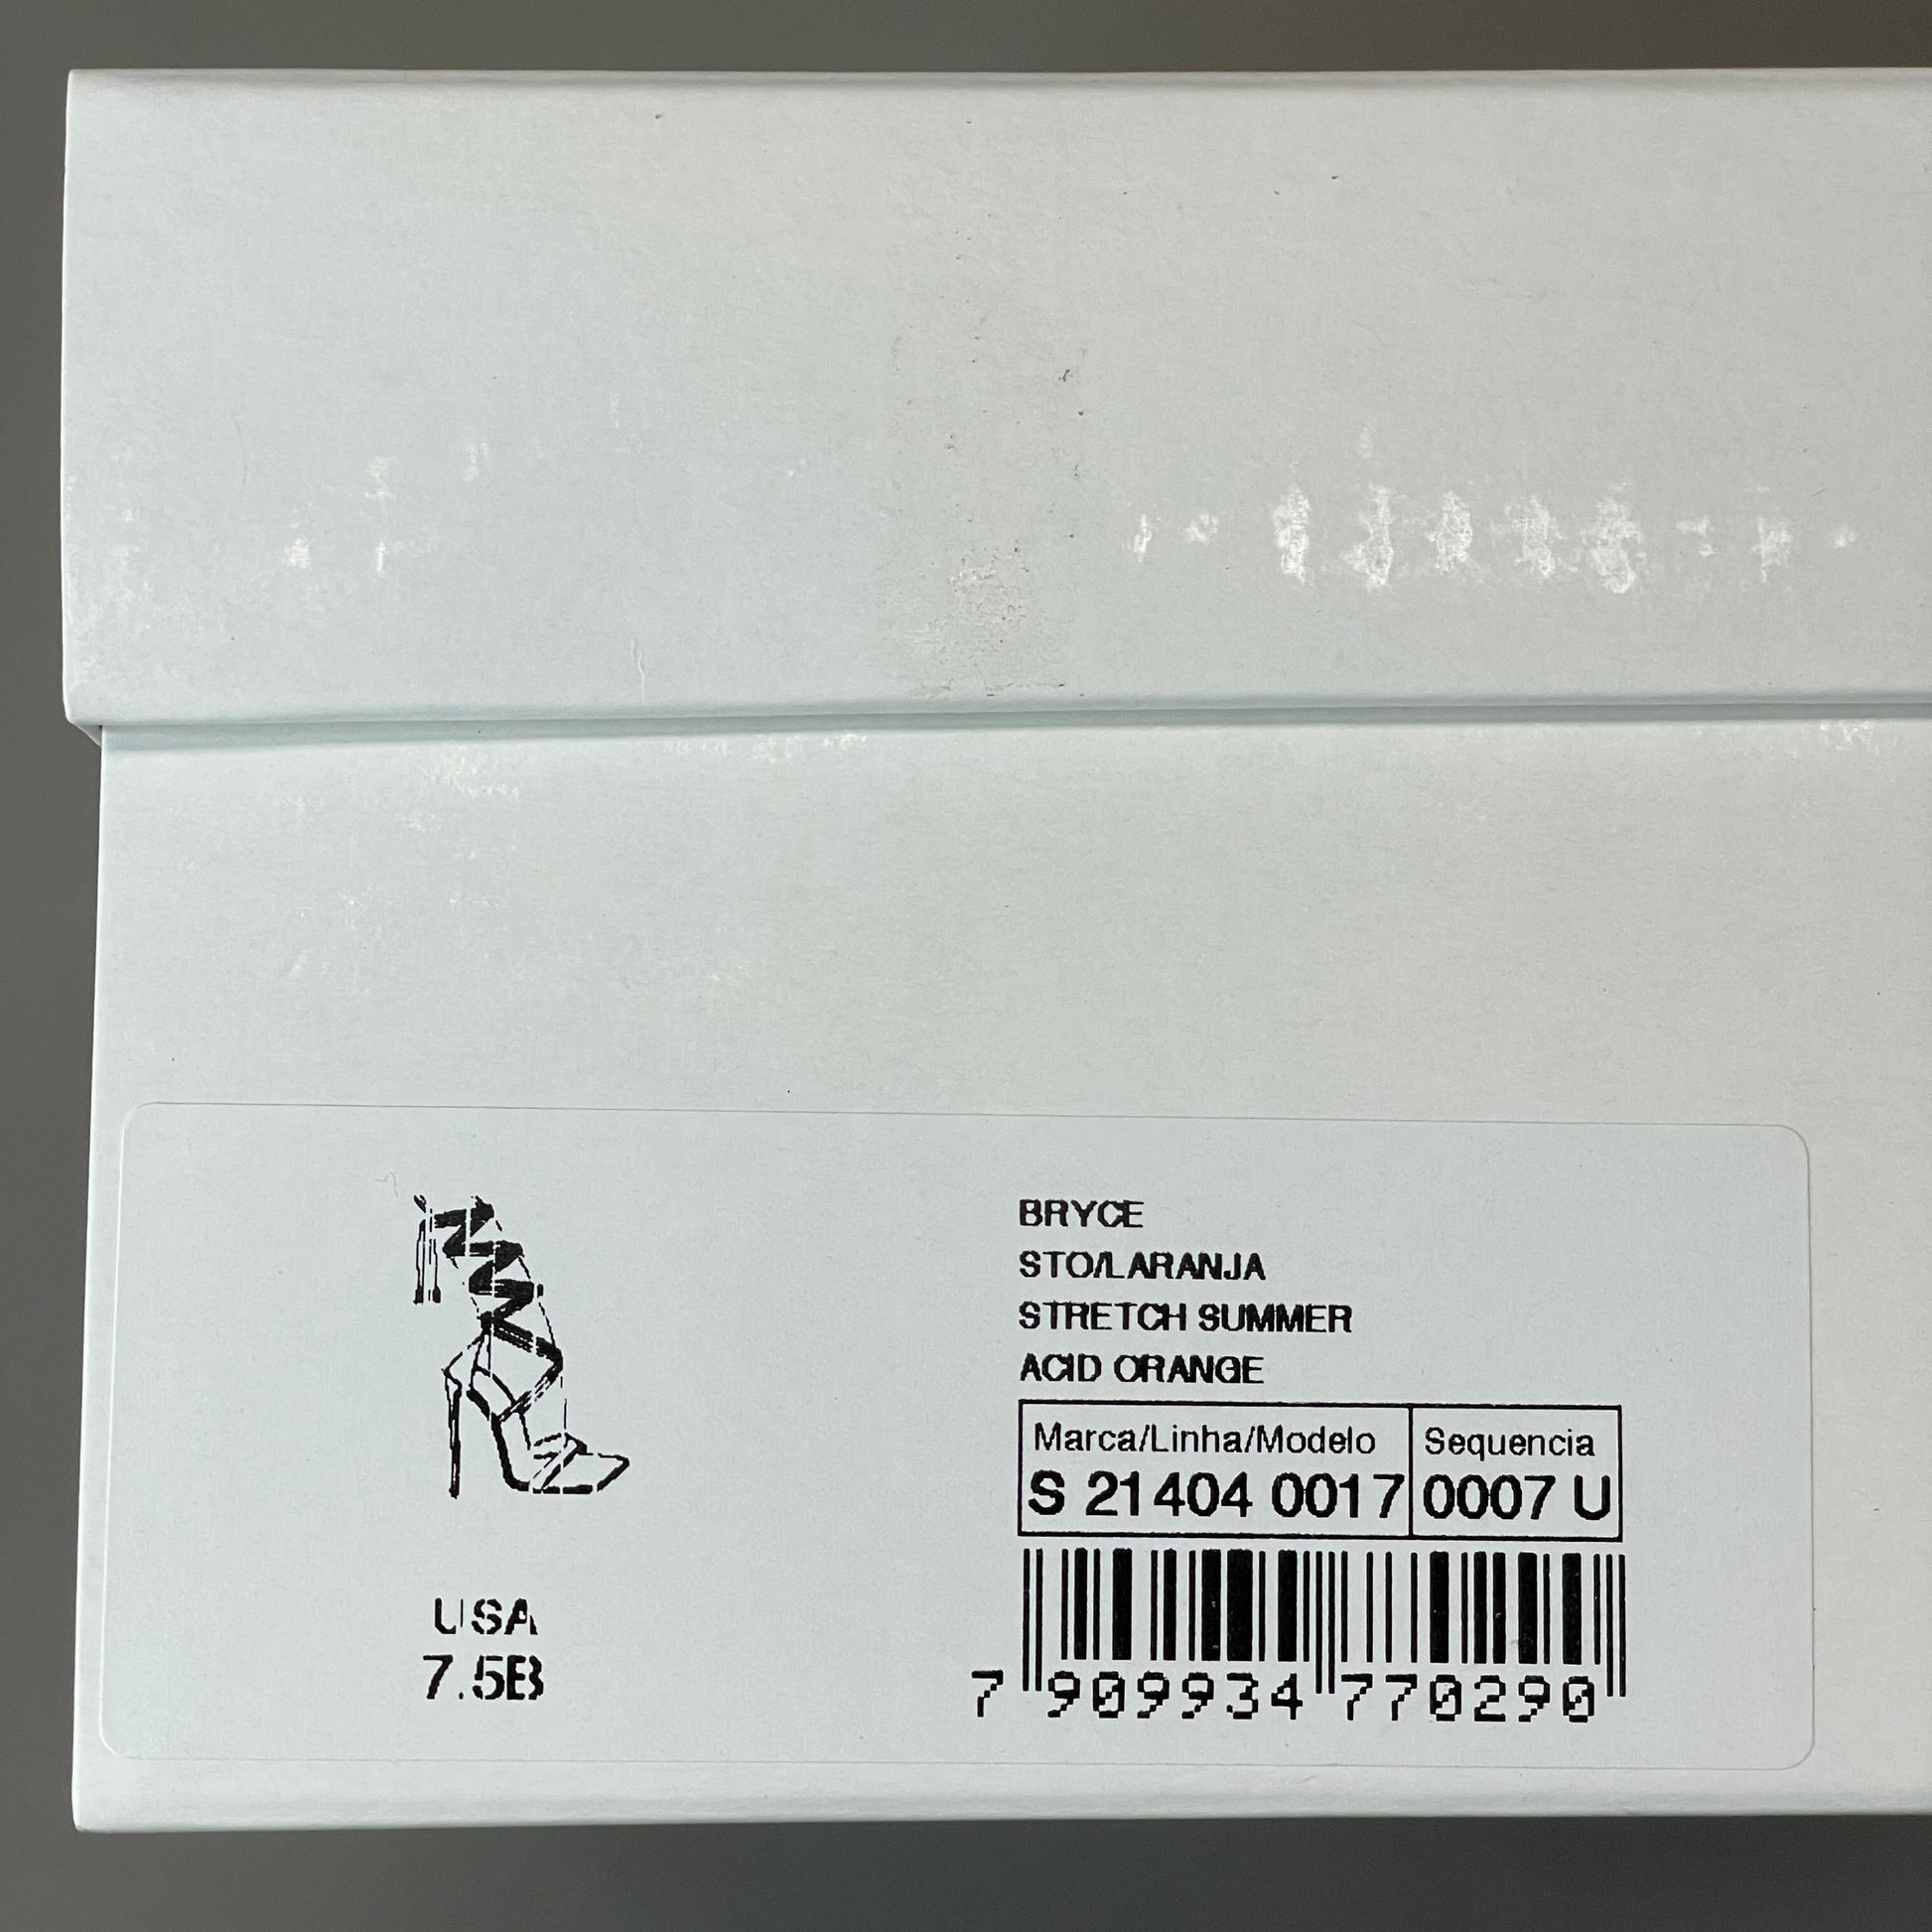 BRYCE
STO/LARANJA
STRETCH SUMMER
ACID ORANGE
Marca/Linha/Modelo Sequencia
S 21404 0017 0007 U
7 909934 770290
USA
7.5B